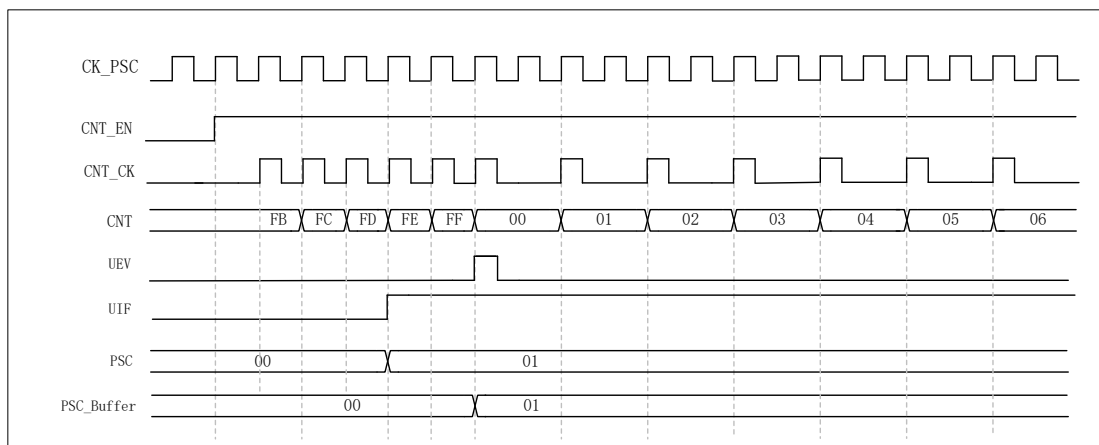 CK_PSC
CNT_EN
CNT_CK
CNT FB FC FD FE FF 00 01 02 03 04 05 06
UEV
UIF
PSC 00 01
PSC_Buffer 00 01